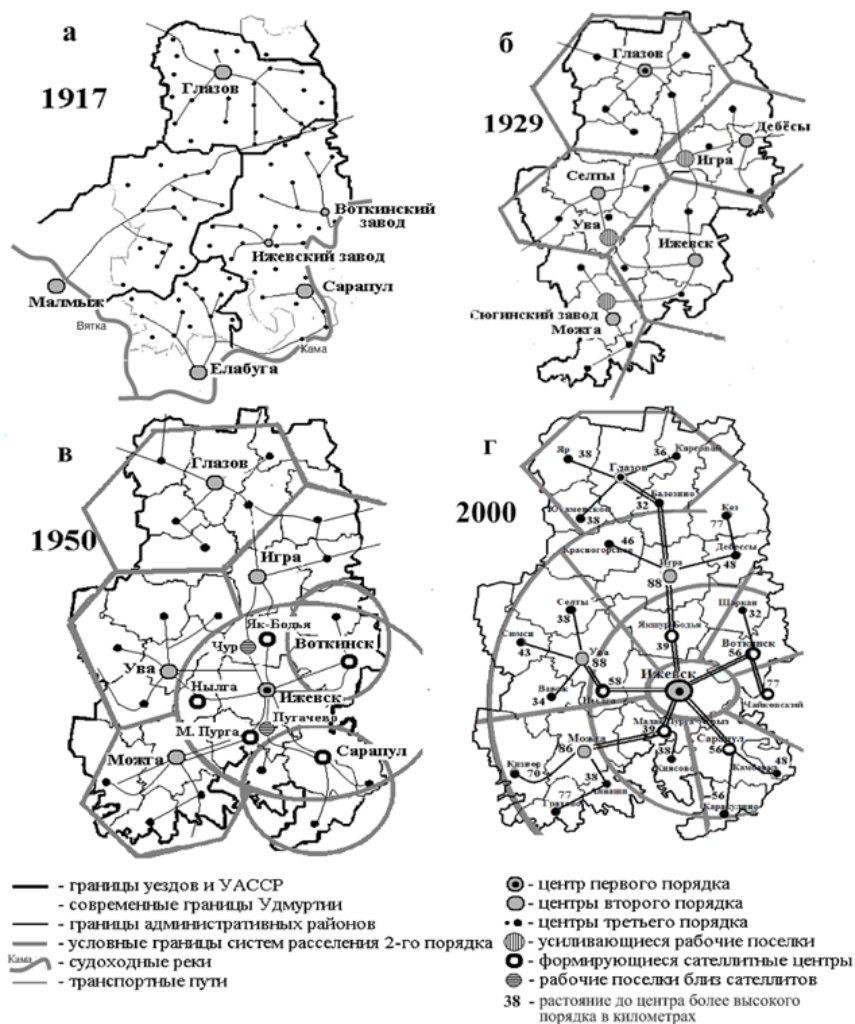 а
1917
Глазов
Воткинский
завод
Ижевский завод
Сарапул
Малмыж
Вятка
Кама
Елабуга
б
1929
Глазов
Дебёсы
Игра
Селты
Ува
Ижевск
Сюгинский завод
Можга
в
1950
Глазов
Игра
Як-Бодья
Чур
Воткинск
Ува
Нылга
Ижевск
Пугачево
М. Пурга
Сарапул
Можга
г
2000
Яр
38
36
Глазов
Балезино
32
38
Кез
77
46
Красногорское
Дебессы
48
Игра
88
Селты
38
Шаркан
32
Якшур-Бодья
39
Сюмси
43
Ува
88
Воткинск
56
Ижевск
58
Вавож
34
77
Чайковский
Малая Пурга
39
Сарапул
56
Можга
86
48
Камбарка
Кизнер
70
38
Киясово
38
Алнаши
77
Грахово
56
Каракулино
- границы уездов и УАССР
- современные границы Удмуртии
- границы административных районов
- условные границы систем расселения 2-го порядка
Кама
- судоходные реки
- транспортные пути
- центр первого порядка
- центры второго порядка
- центры третьего порядка
- усиливающиеся рабочие поселки
- формирующиеся сателлитные центры
- рабочие поселки близ сателлитов
38 - растояние до центра более высокого
порядка в километрах